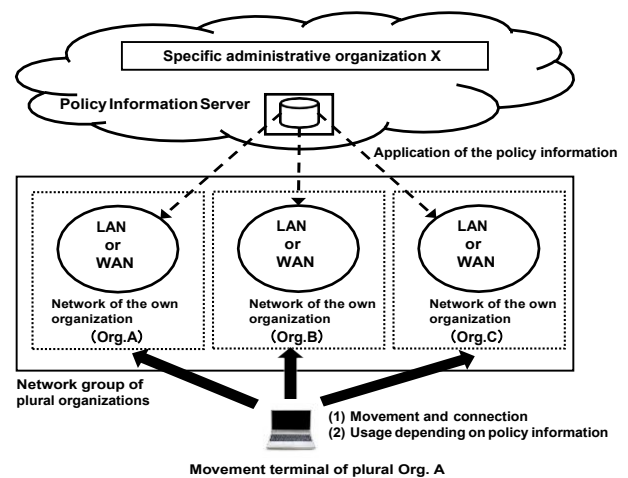 Specific administrative organization X
Policy Information Server
Application of the policy information
LAN
or
WAN
Network of the own
organization
(Org.A)
LAN
or
WAN
Network of the own
organization
(Org.B)
LAN
or
WAN
Network of the own
organization
(Org.C)
Network group of
plural organizations
(1) Movement and connection
(2) Usage depending on policy information
Movement terminal of plural Org. A